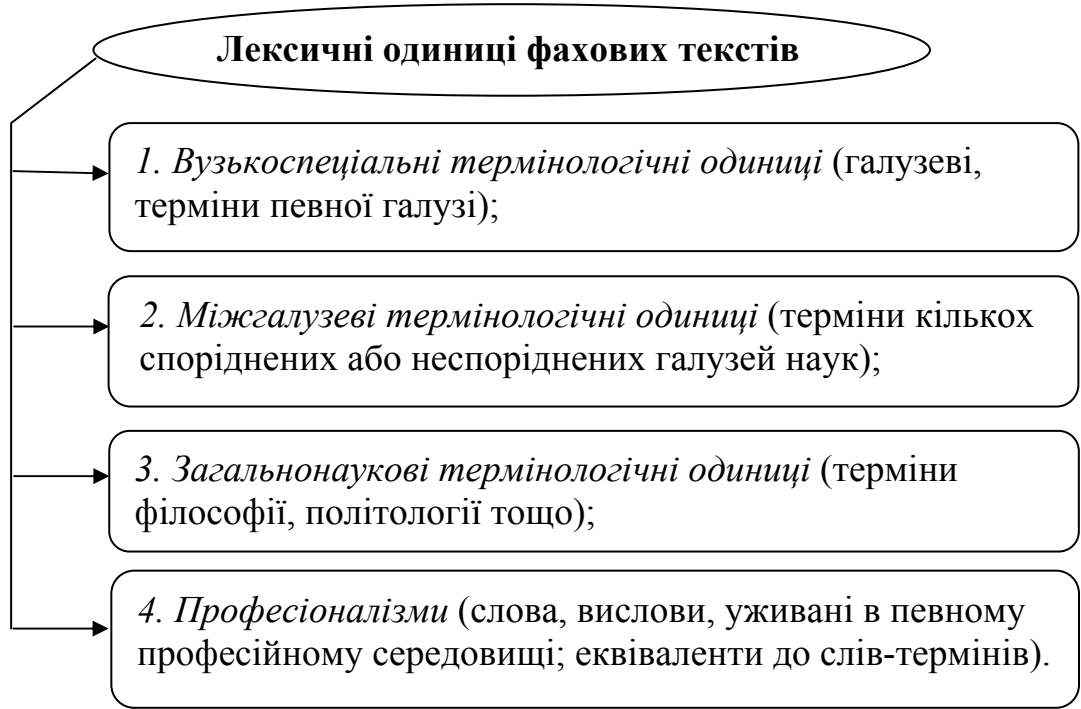 Лексичні одиниці фахових текстів
1. Вузькоспеціальні термінологічні одиниці (галузеві,
терміни певної галузі);
2. Міжгалузеві термінологічні одиниці (терміни кількох
споріднених або неспоріднених галузей наук);
3. Загальнонаукові термінологічні одиниці (терміни
філософії, політології тощо);
4. Професіоналізми (слова, вислови, уживані в певному
професійному середовищі; еквіваленти до слів-термінів).